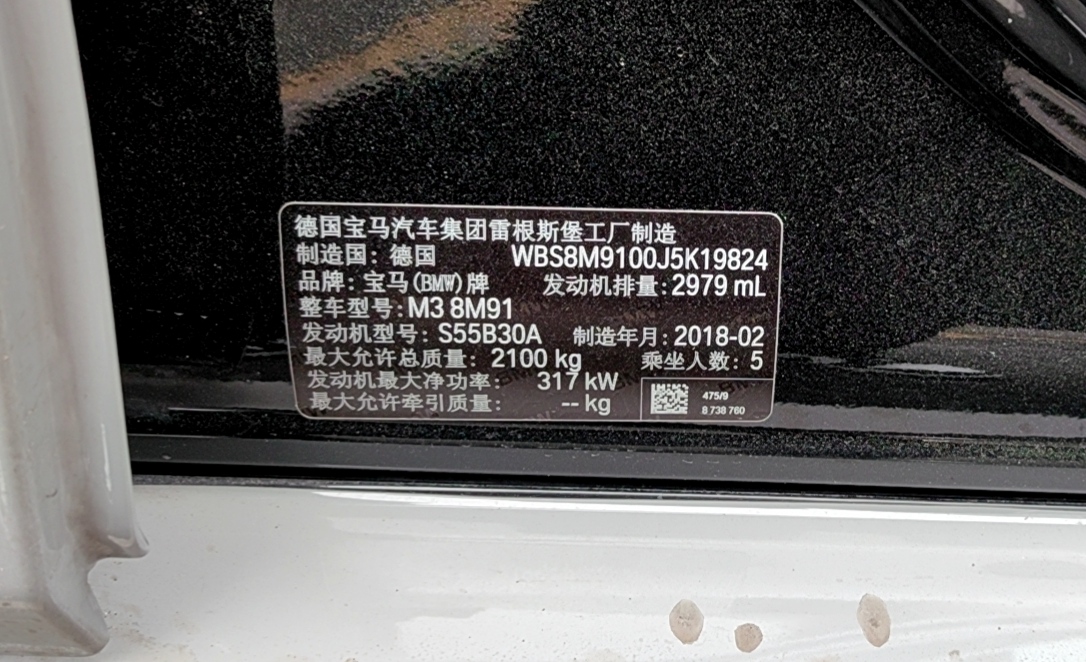 德国宝马汽车集团雷根斯堡工厂制造
制造国：德国 WBS8M9100J5K19824
品牌：宝马(BMW)牌 发动机排量：2979 mL
整车型号：M3 8M91
发动机型号：S55B30A 制造年月：2018-02
最大允许总质量：2100 kg 乘坐人数：5
发动机最大净功率：317 kW
最大允许牵引质量：-- kg
475/9
8 738 760